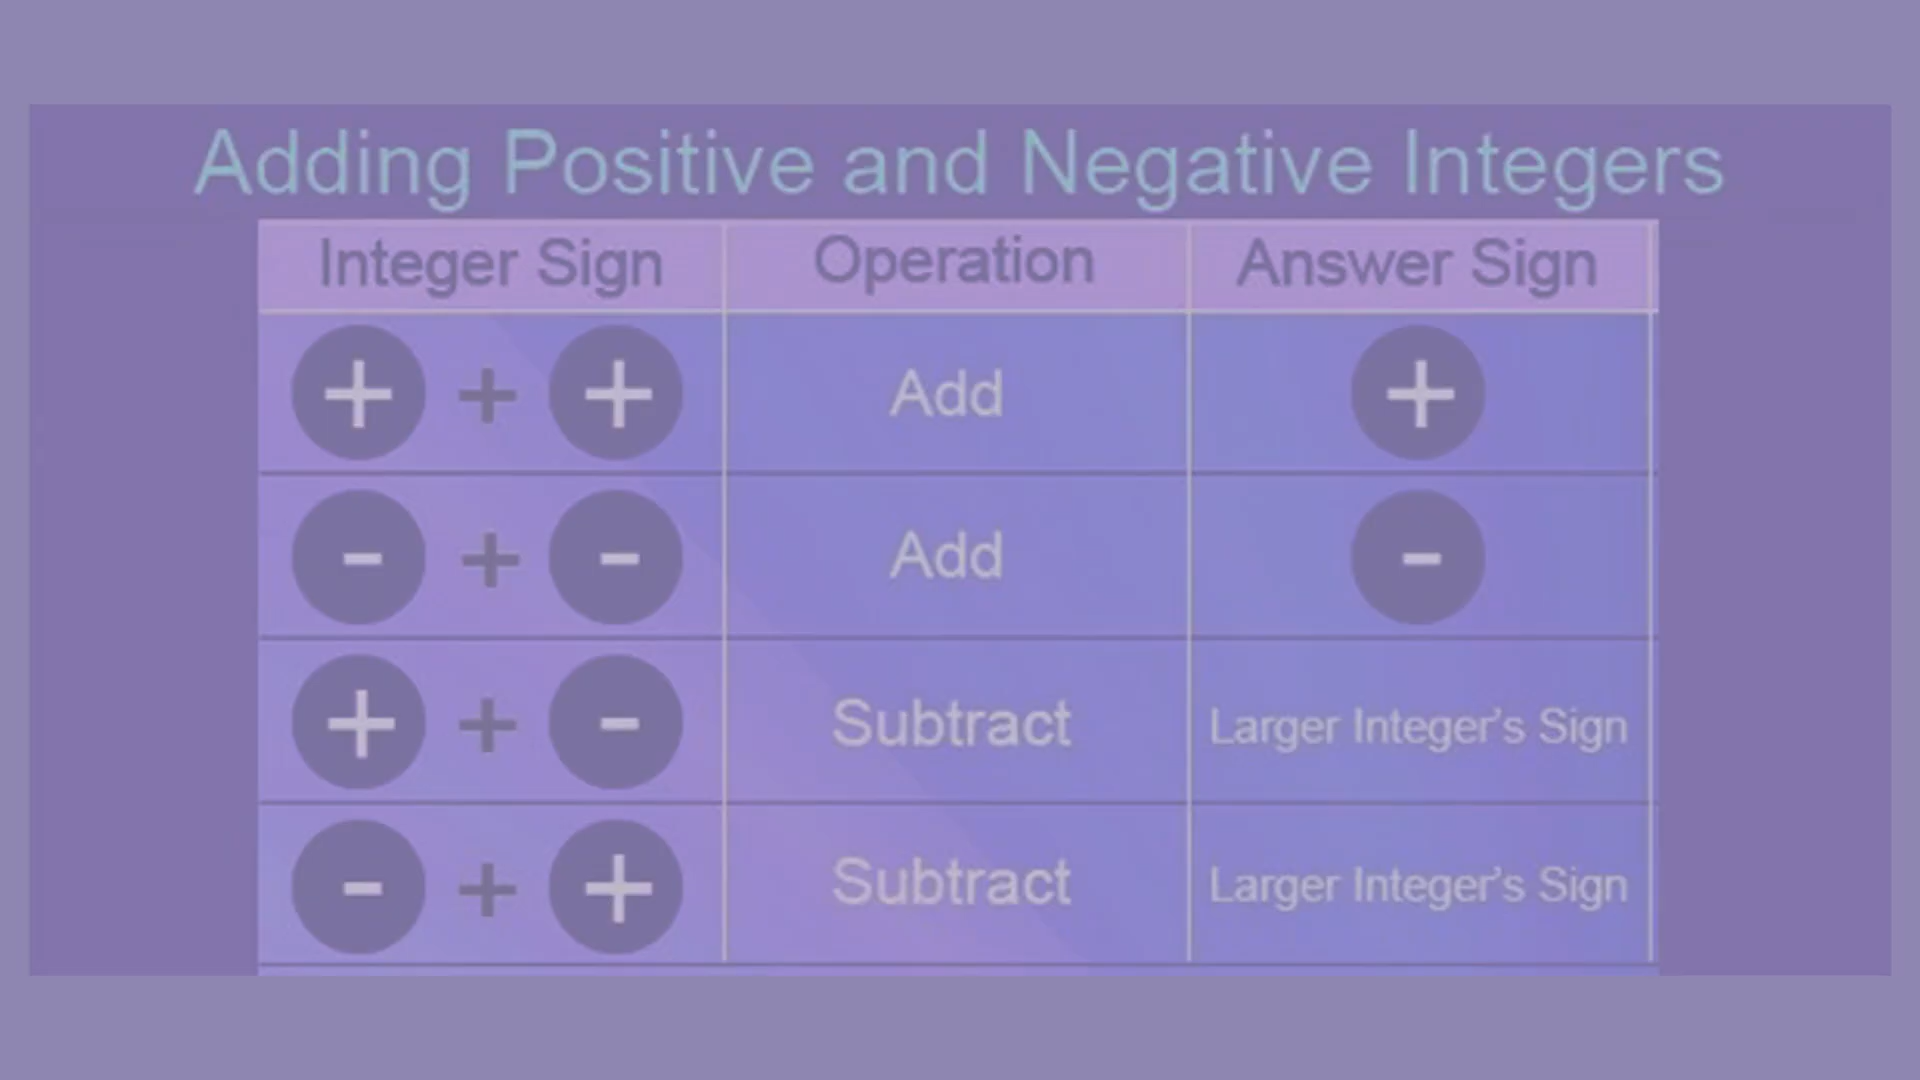 Adding Positive and Negative Integers
Integer Sign Operation Answer Sign
+ + + Add +
- + - Add -
+ + - Subtract Larger Integer's Sign
- + + Subtract Larger Integer's Sign